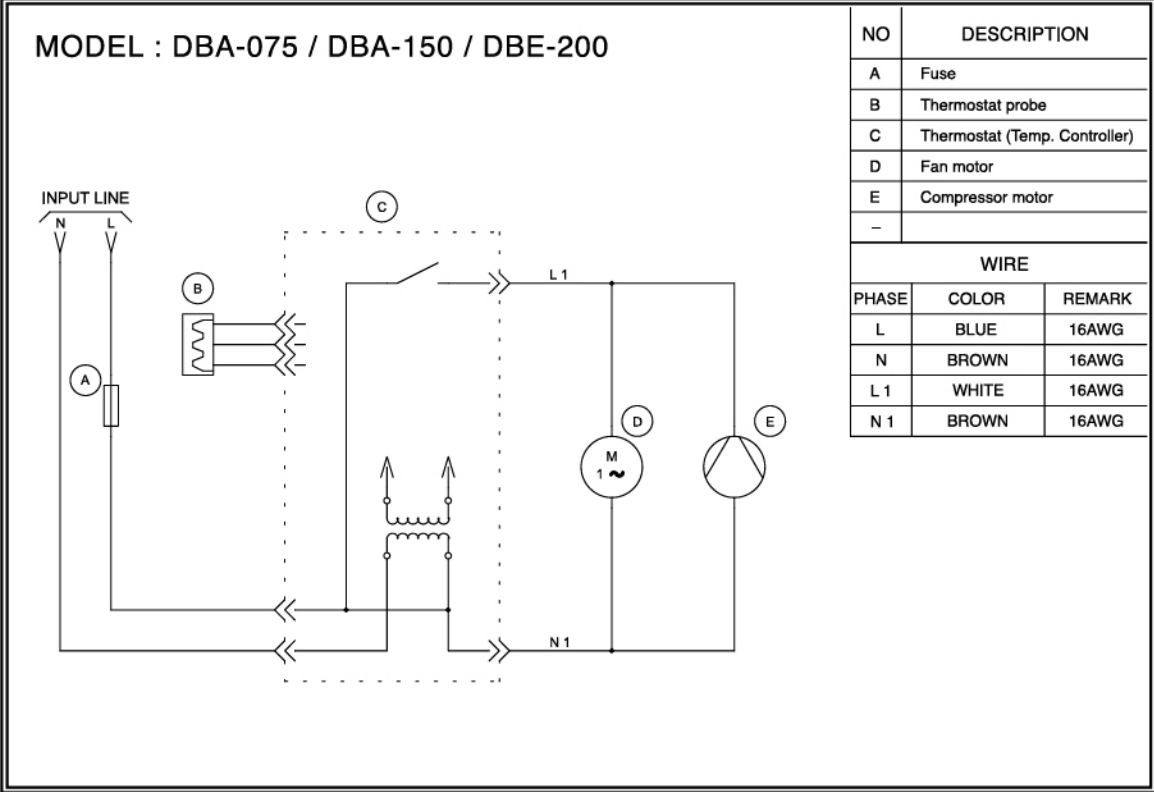 MODEL : DBA-075 / DBA-150 / DBE-200
NO DESCRIPTION
A Fuse
B Thermostat probe
C Thermostat (Temp. Controller)
D Fan motor
E Compressor motor
–
WIRE
PHASE COLOR REMARK
L BLUE 16AWG
N BROWN 16AWG
L 1 WHITE 16AWG
N 1 BROWN 16AWG
INPUT LINE
N L
C
L 1
B
A
D
E
M
1 ~
N 1